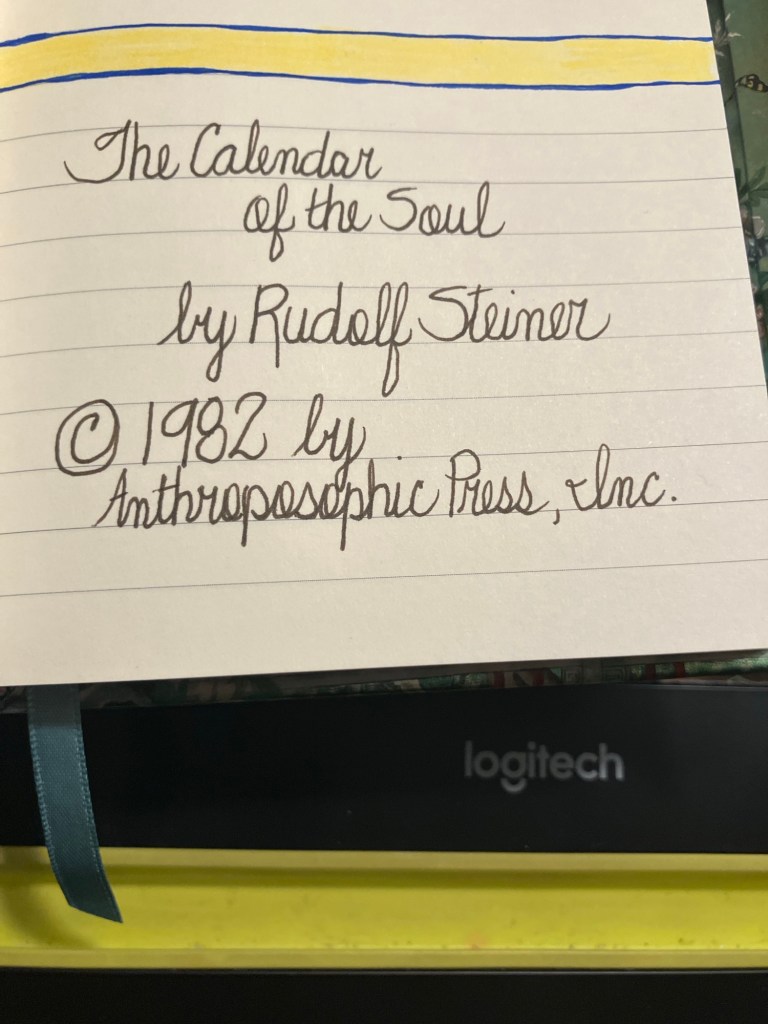 The Calendar
of the Soul
by Rudolf Steiner
© 1982 by
Anthroposophic Press, Inc.
logitech